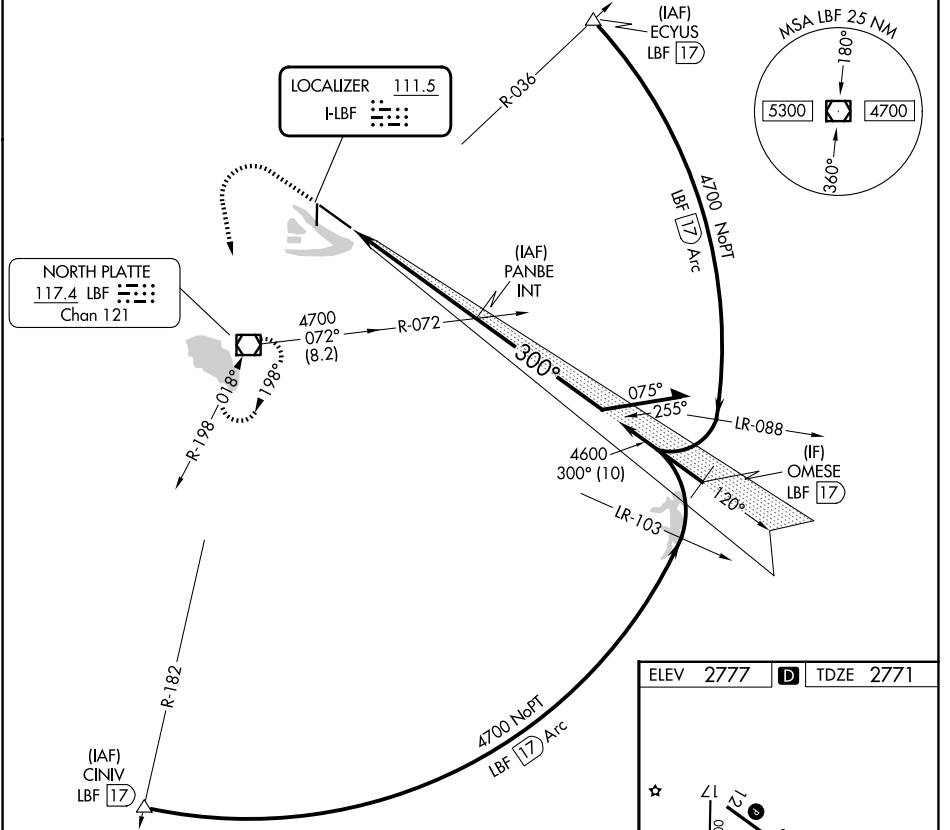 (IAF)
ECYUS
LBF 17
R-036
MSA LBF 25 NM
180°
5300
4700
360°
LOCALIZER 111.5
I-LBF
4700 NoPT
LBF 17 Arc
(IAF)
PANBE
INT
NORTH PLATTE
117.4 LBF
Chan 121
4700
072°
(8.2)
R-072
300°
018°
198°
R-198
075°
255°
LR-088
4600
300° (10)
(IF)
OMESE
LBF 17
120°
LR-103
R-182
4700 NoPT
LBF 17 Arc
(IAF)
CINIV
LBF 17
ELEV 2777 D TDZE 2771
17
12
P